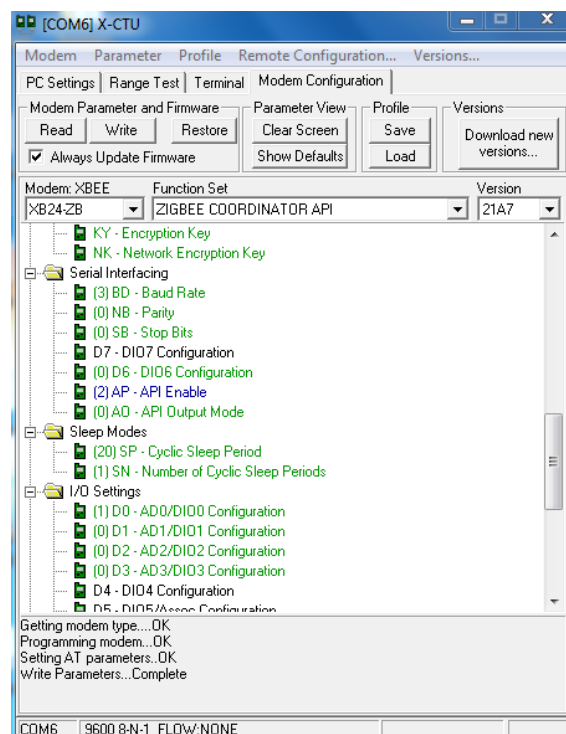 [COM6] X-CTU
Modem Parameter Profile Remote Configuration... Versions...
PC Settings Range Test Terminal Modem Configuration
Modem Parameter and Firmware Parameter View Profile Versions
Read Write Restore Clear Screen Save Download new versions...
Always Update Firmware Show Defaults Load
Modem: XBEE Function Set Version
XB24-ZB ZIGBEE COORDINATOR API 21A7
KY - Encryption Key
NK - Network Encryption Key
Serial Interfacing
(3) BD - Baud Rate
(0) NB - Parity
(0) SB - Stop Bits
D7 - DIO7 Configuration
(0) D6 - DIO6 Configuration
(2) AP - API Enable
(0) AO - API Output Mode
Sleep Modes
(20) SP - Cyclic Sleep Period
(1) SN - Number of Cyclic Sleep Periods
I/O Settings
(1) D0 - AD0/DIO0 Configuration
(0) D1 - AD1/DIO1 Configuration
(0) D2 - AD2/DIO2 Configuration
(0) D3 - AD3/DIO3 Configuration
D4 - DIO4 Configuration
D5 - DIO5/Assoc Configuration
Getting modem type....OK
Programming modem...OK
Setting AT parameters..OK
Write Parameters...Complete
COM6 9600 8-N-1 FLOW:NONE